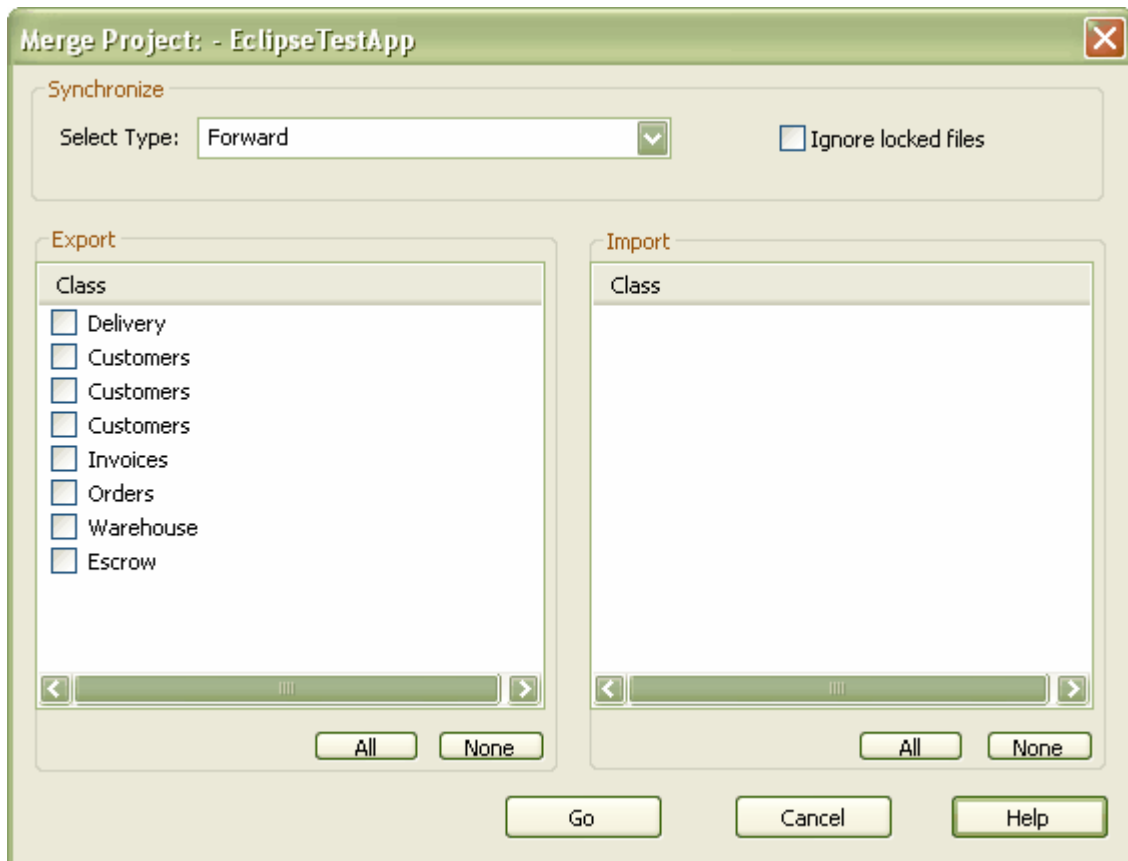 Merge Project: - EclipseTestApp
Synchronize
Select Type: Forward Ignore locked files
Export
Class
Delivery
Customers
Customers
Customers
Invoices
Orders
Warehouse
Escrow
All None
Import
Class
All None
Go Cancel Help